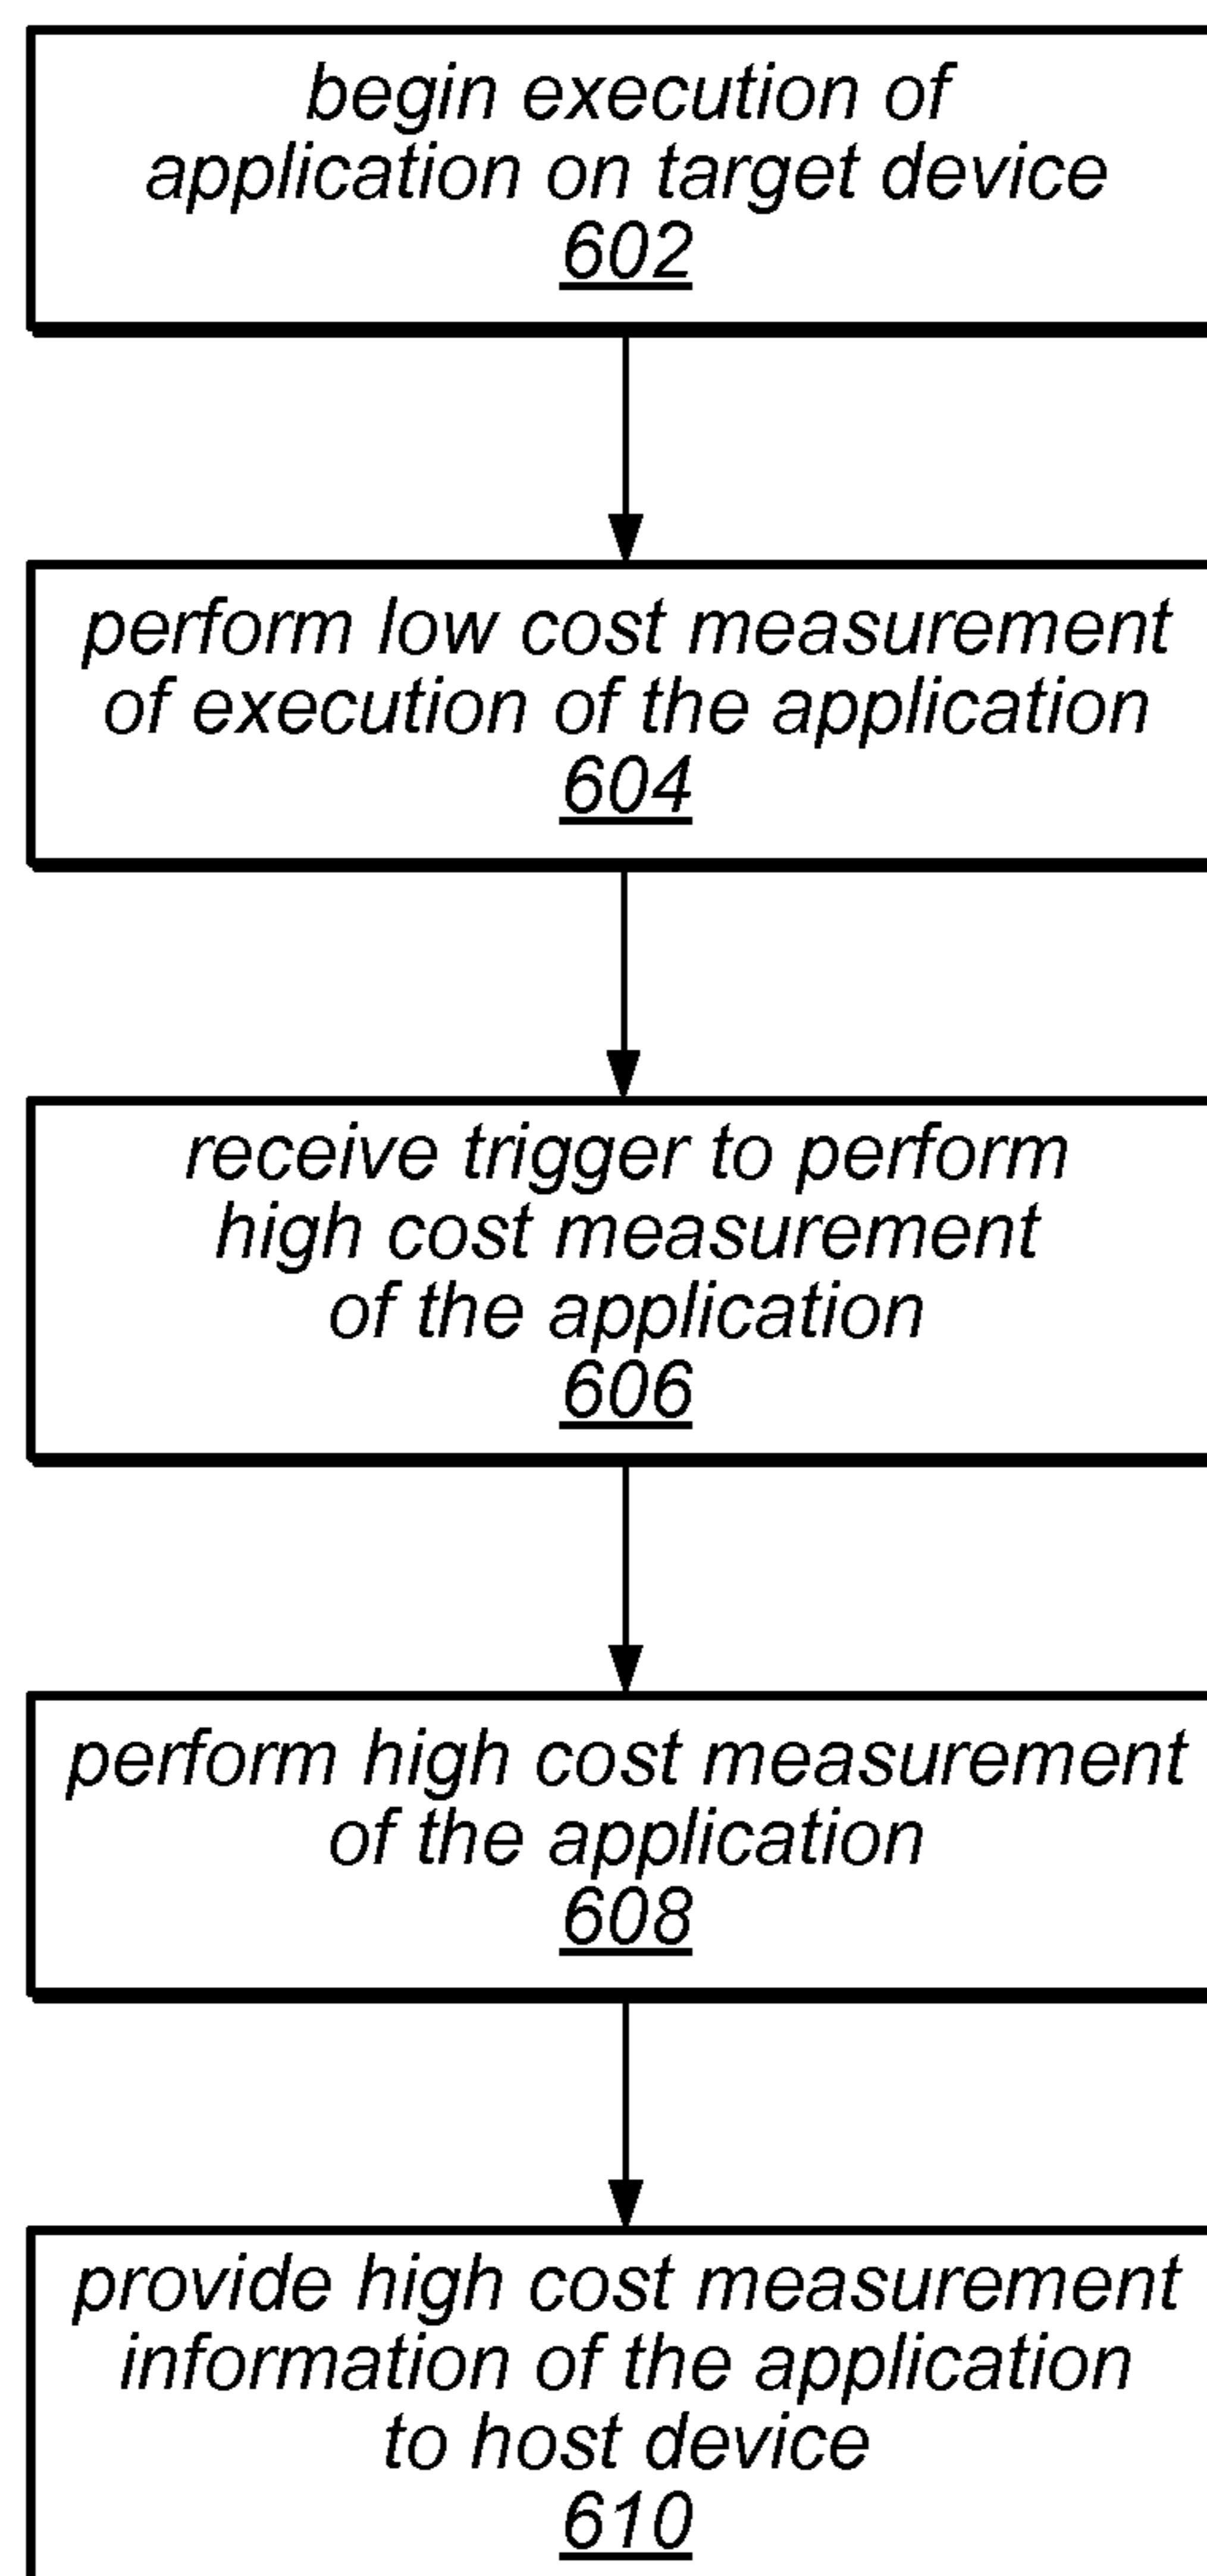 begin execution of
application on target device
602
perform low cost measurement
of execution of the application
604
receive trigger to perform
high cost measurement
of the application
606
perform high cost measurement
of the application
608
provide high cost measurement
information of the application
to host device
610